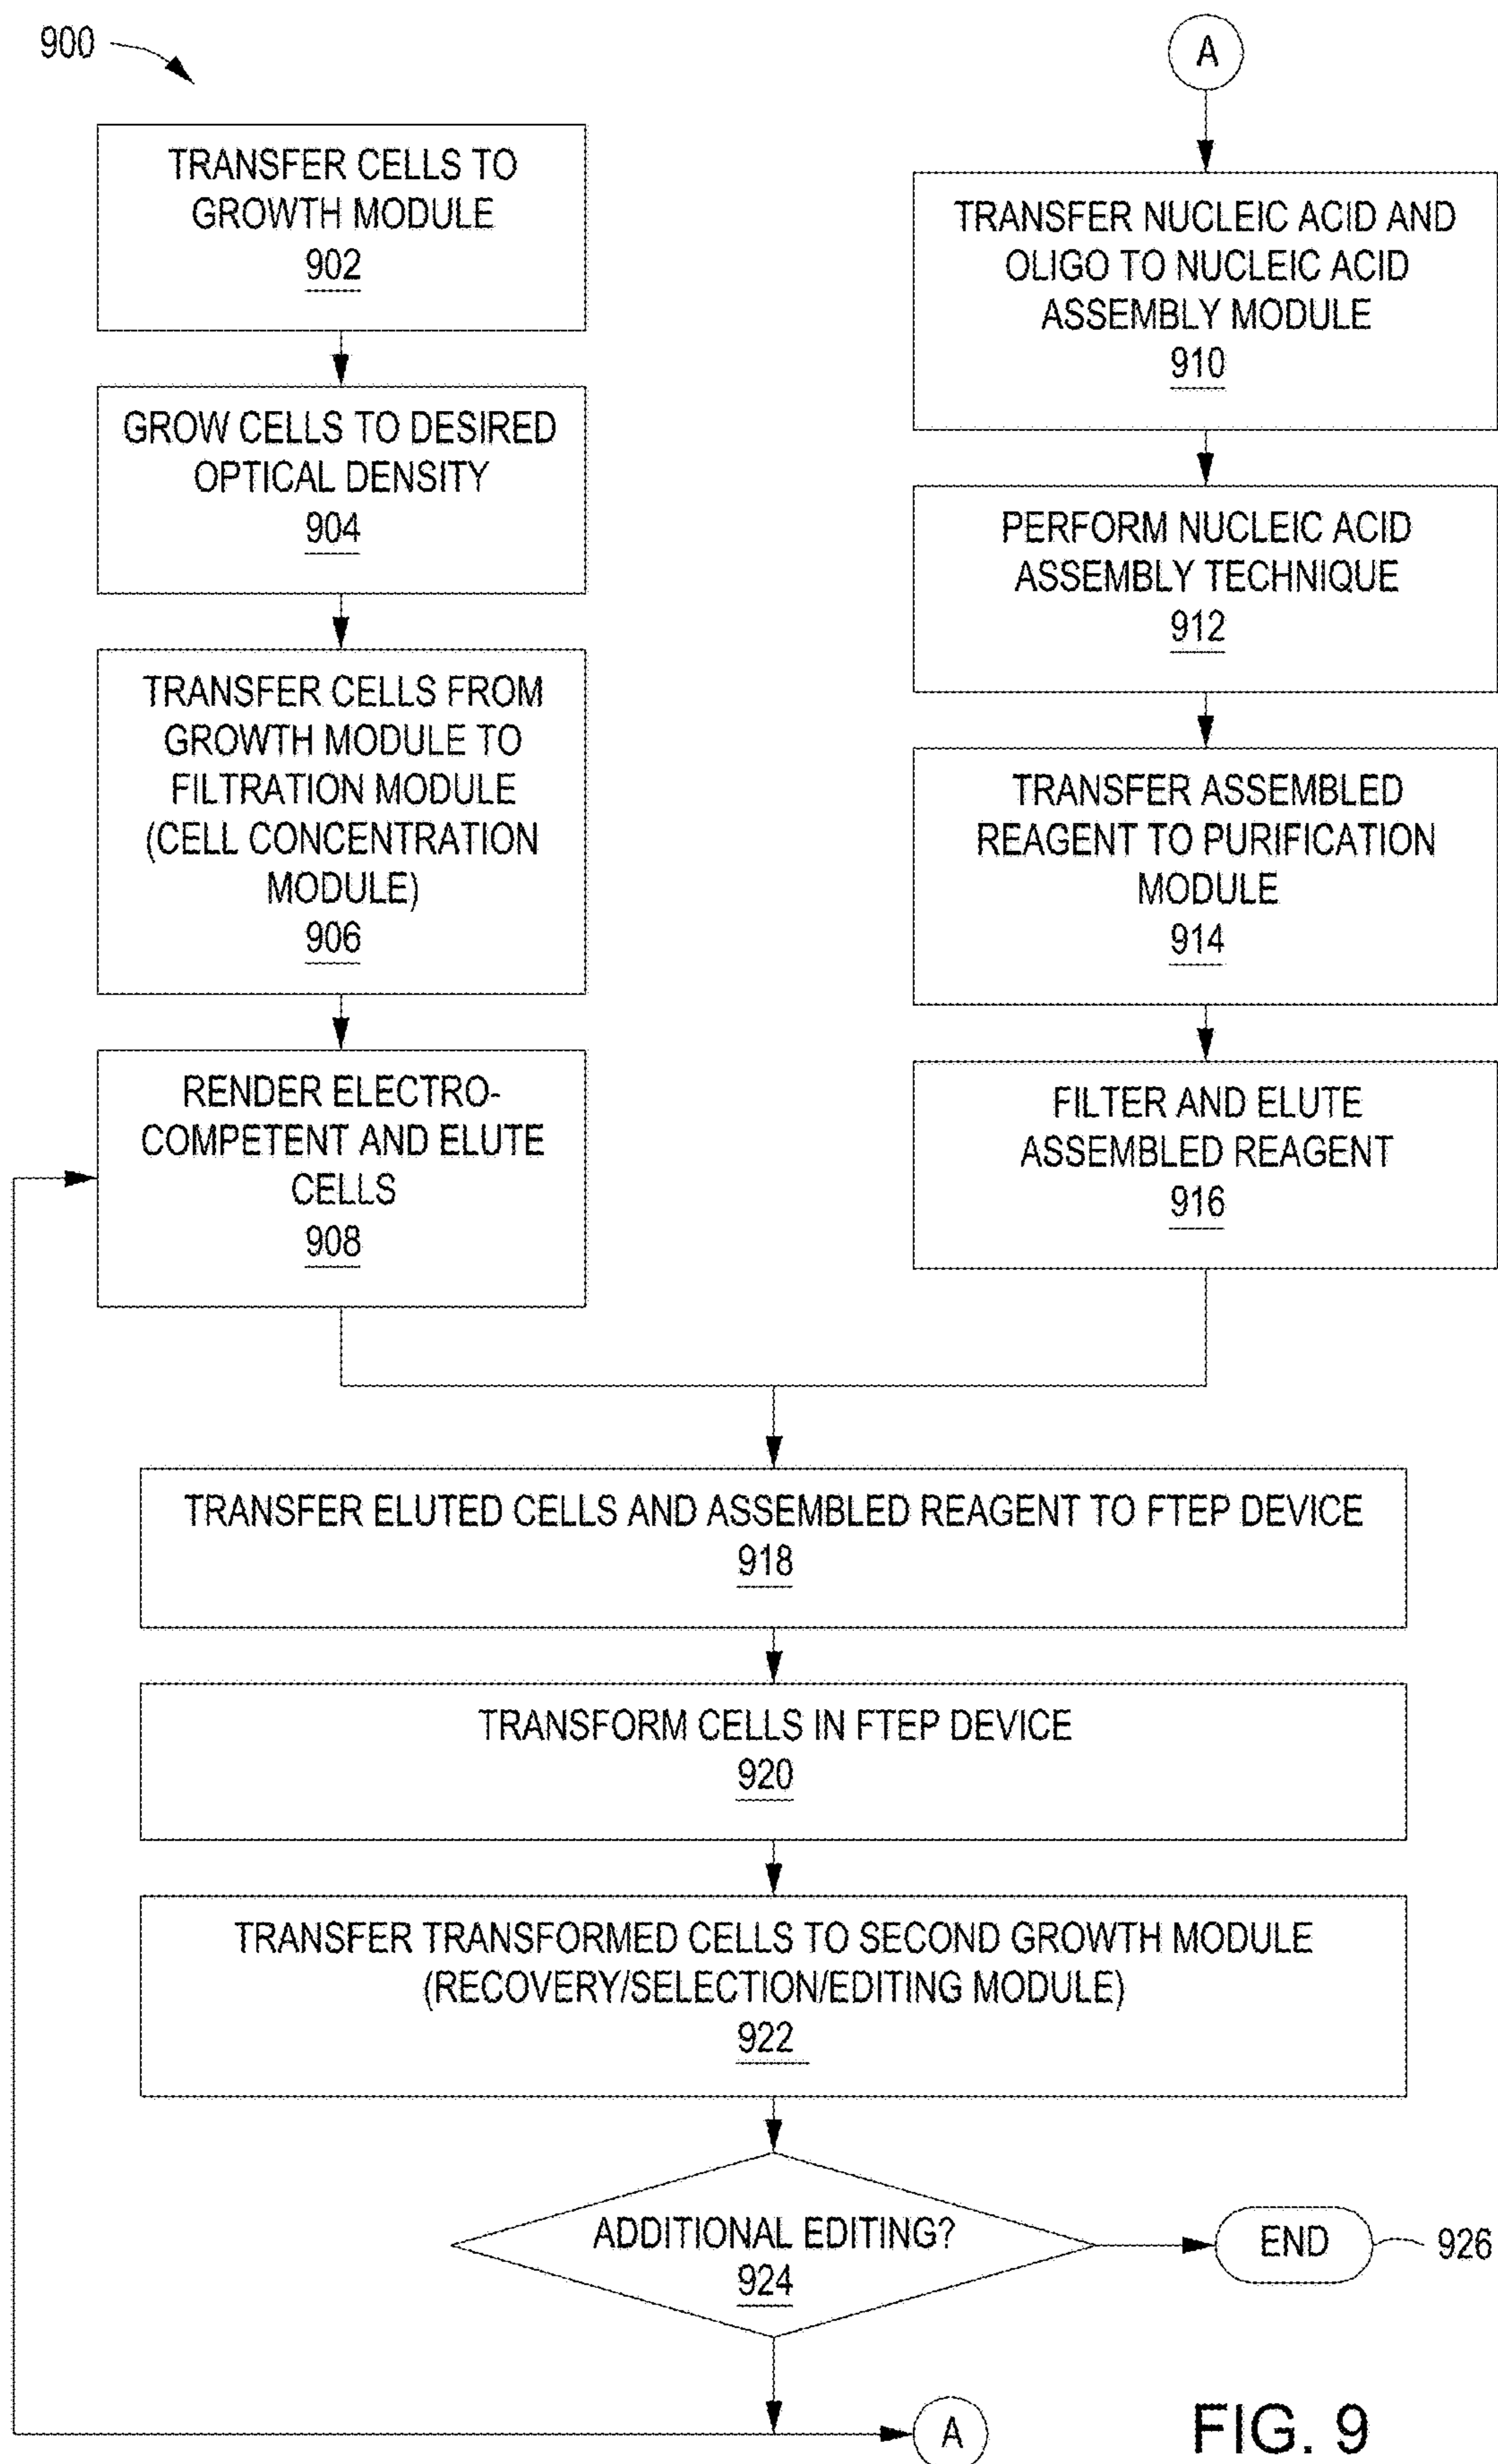 900
TRANSFER CELLS TO
GROWTH MODULE
902
GROW CELLS TO DESIRED
OPTICAL DENSITY
904
TRANSFER CELLS FROM
GROWTH MODULE TO
FILTRATION MODULE
(CELL CONCENTRATION
MODULE)
906
RENDER ELECTRO-
COMPETENT AND ELUTE
CELLS
908
A
TRANSFER NUCLEIC ACID AND
OLIGO TO NUCLEIC ACID
ASSEMBLY MODULE
910
PERFORM NUCLEIC ACID
ASSEMBLY TECHNIQUE
912
TRANSFER ASSEMBLED
REAGENT TO PURIFICATION
MODULE
914
FILTER AND ELUTE
ASSEMBLED REAGENT
916
TRANSFER ELUTED CELLS AND ASSEMBLED REAGENT TO FTEP DEVICE
918
TRANSFORM CELLS IN FTEP DEVICE
920
TRANSFER TRANSFORMED CELLS TO SECOND GROWTH MODULE
(RECOVERY/SELECTION/EDITING MODULE)
922
ADDITIONAL EDITING?
924
END
926
A
FIG. 9